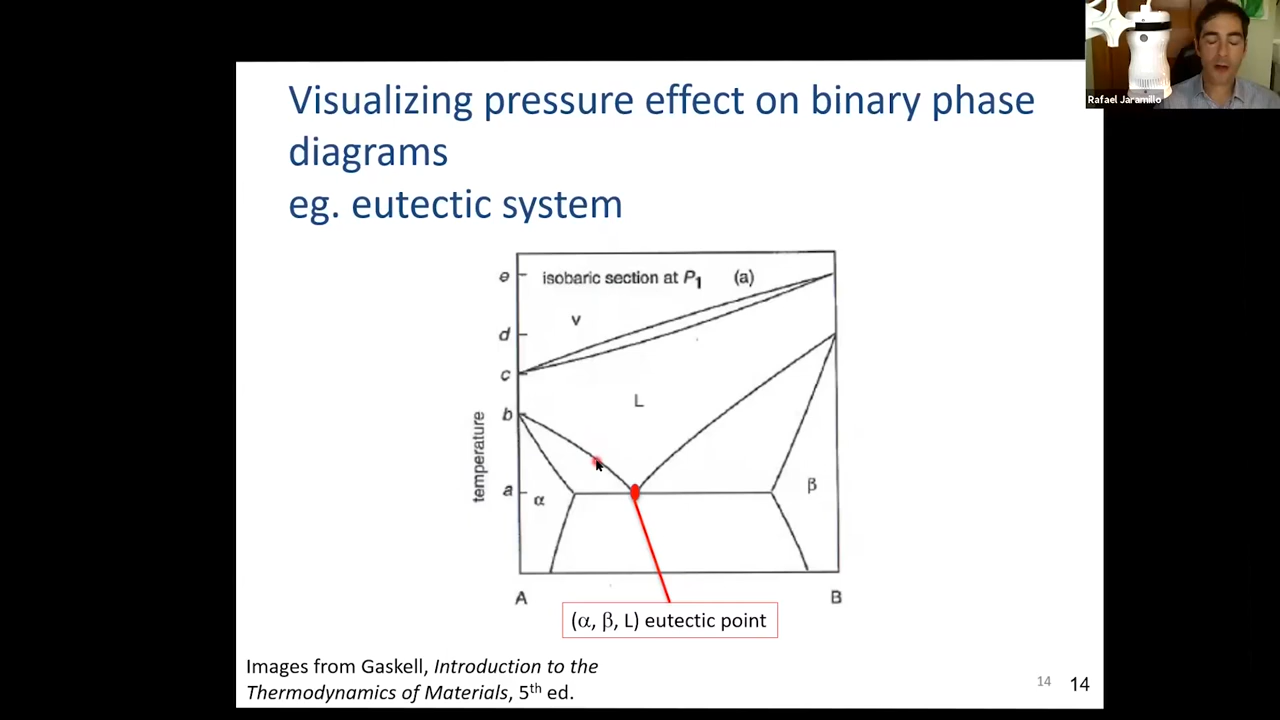 Rafael Jaramillo
Visualizing pressure effect on binary phase
diagrams
eg. eutectic system
e
isobaric section at P₁ (a)
v
d
c
L
b
temperature
a
α
β
A
B
(α, β, L) eutectic point
Images from Gaskell, Introduction to the
Thermodynamics of Materials, 5th ed.
14
14